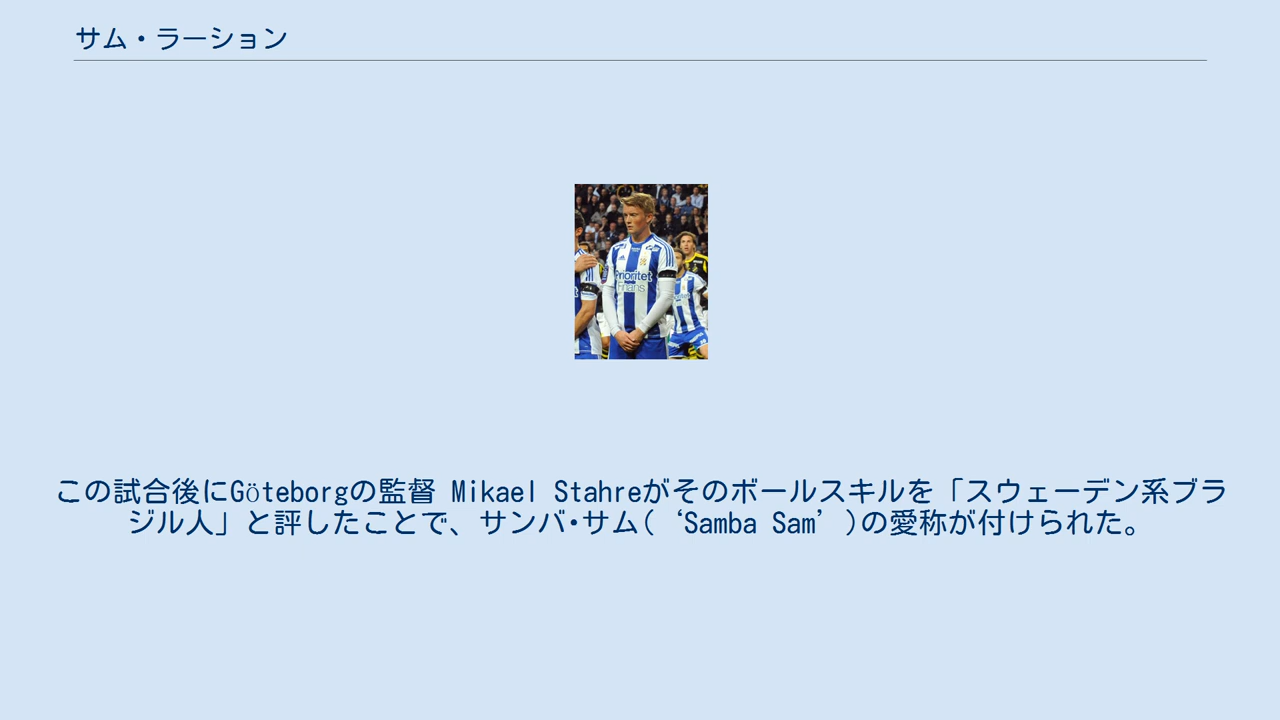 サム・ラーション
Prioritet
Finans
この試合後にGöteborgの監督 Mikael Stahreがそのボールスキルを「スウェーデン系ブラ
ジル人」と評したことで、サンバ・サム(‘Samba Sam’)の愛称が付けられた。